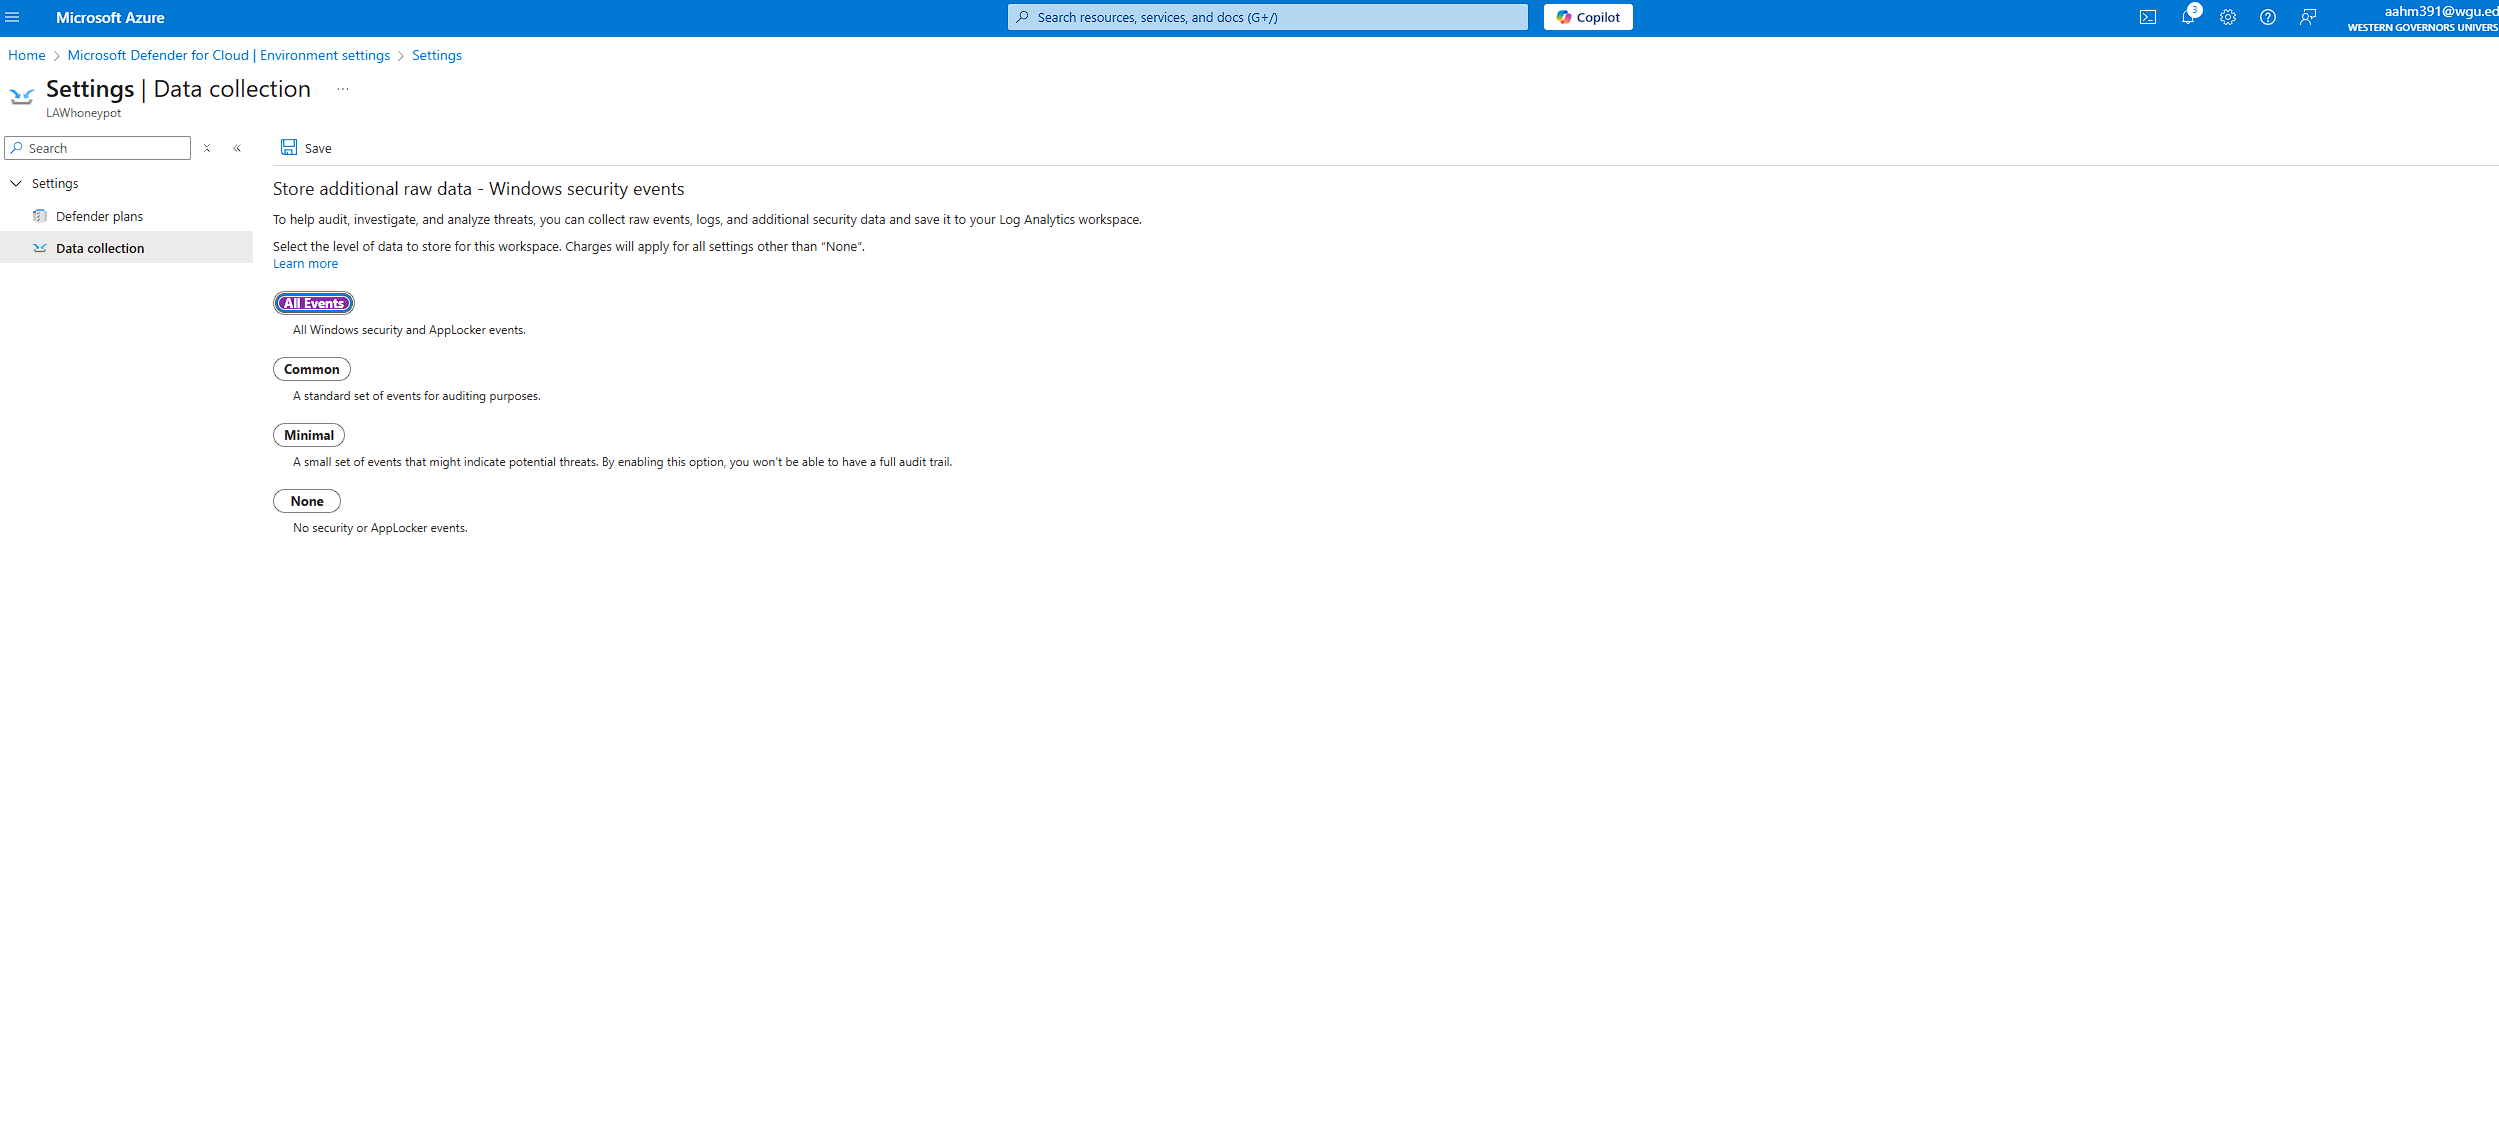 Microsoft Azure
Search resources, services, and docs (G+/)
Copilot
3
aahm391@wgu.ed
WESTERN GOVERNORS UNIVERS
Home > Microsoft Defender for Cloud | Environment settings > Settings
Settings | Data collection ...
LAWhoneypot
Search
Save
Settings
Defender plans
Data collection
Store additional raw data - Windows security events
To help audit, investigate, and analyze threats, you can collect raw events, logs, and additional security data and save it to your Log Analytics workspace.
Select the level of data to store for this workspace. Charges will apply for all settings other than “None”.
Learn more
All Events
All Windows security and AppLocker events.
Common
A standard set of events for auditing purposes.
Minimal
A small set of events that might indicate potential threats. By enabling this option, you won't be able to have a full audit trail.
None
No security or AppLocker events.